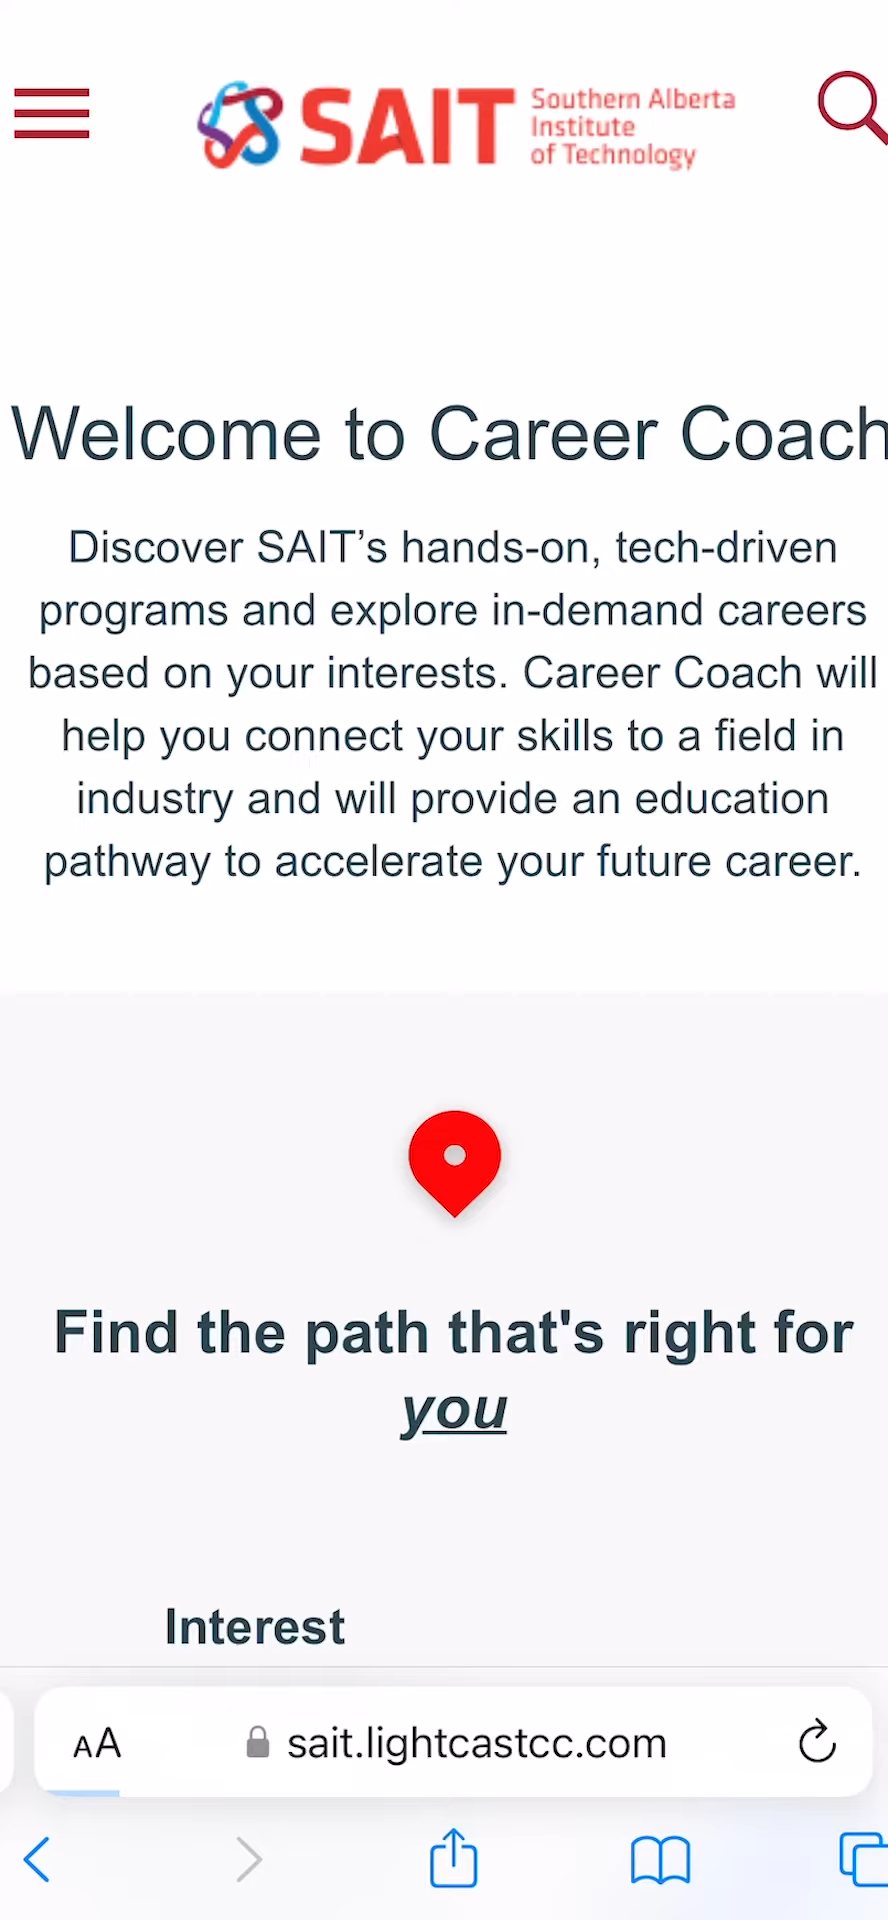 SAIT
Southern Alberta
Institute
of Technology
Welcome to Career Coach
Discover SAIT’s hands-on, tech-driven
programs and explore in-demand careers
based on your interests. Career Coach will
help you connect your skills to a field in
industry and will provide an education
pathway to accelerate your future career.
Find the path that's right for
you
Interest
AA
sait.lightcastcc.com